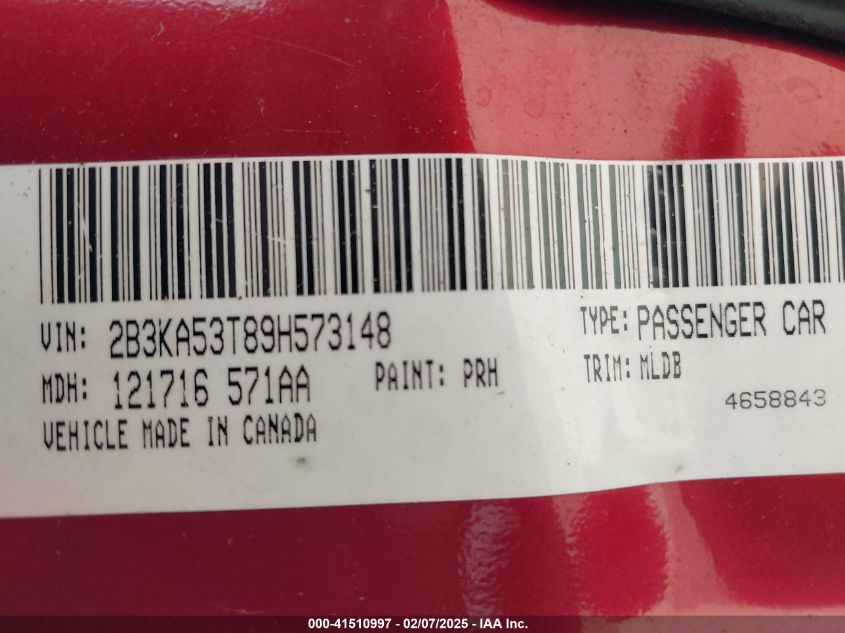 VIN: 2B3KA53T89H573148 TYPE: PASSENGER CAR
MDH: 121716 571AA PAINT: PRH TRIM: MLDB
VEHICLE MADE IN CANADA 4658843
000-41510997 - 02/07/2025 - IAA Inc.